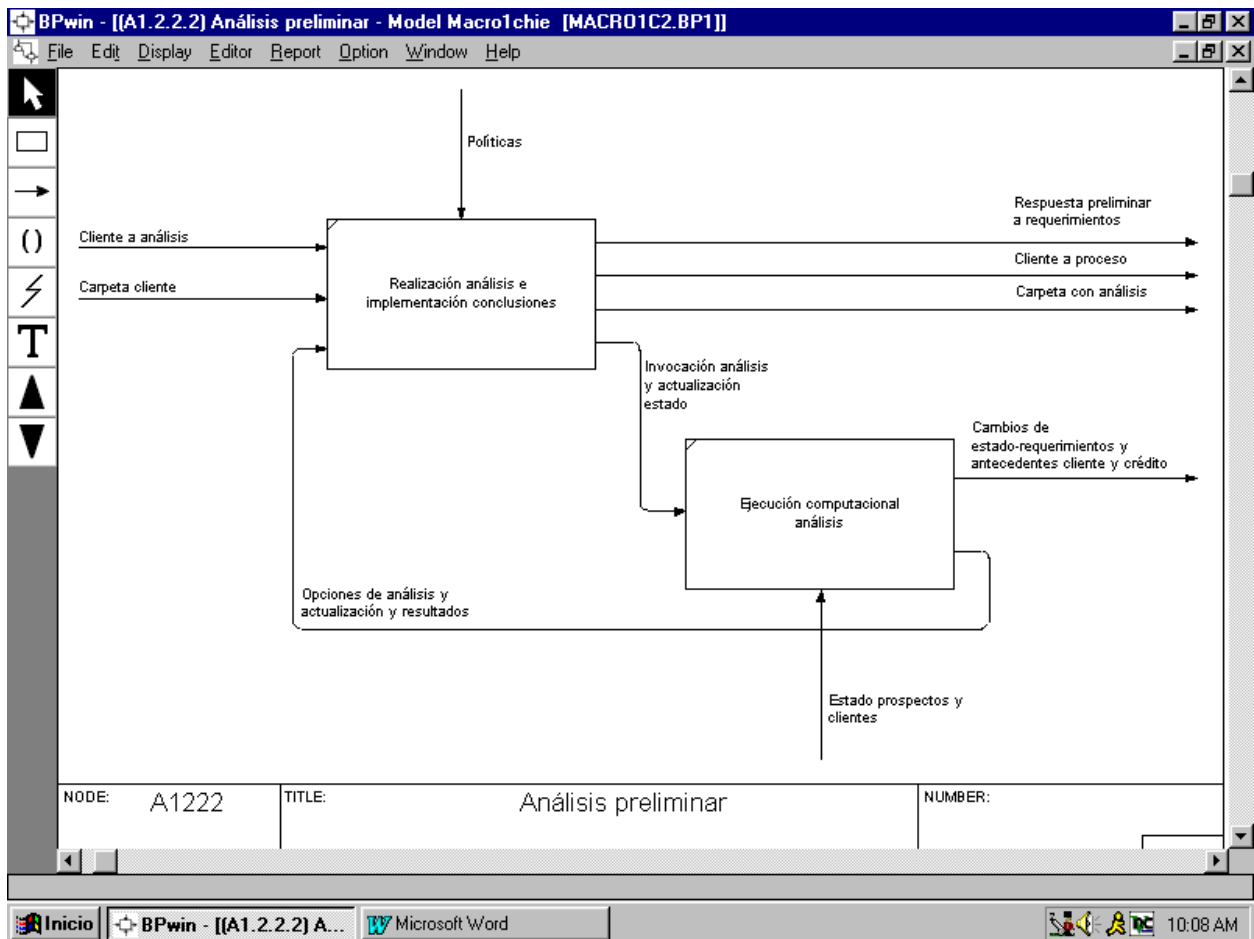 BPwin - [(A1.2.2.2) Análisis preliminar - Model Macro1chie [MACRO1C2.BP1]]
File Edit Display Editor Report Option Window Help
Políticas
Respuesta preliminar
a requerimientos
Cliente a análisis
Cliente a proceso
Carpeta cliente
Carpeta con análisis
Realización análisis e
implementación conclusiones
Invocación análisis
y actualización
estado
Cambios de
estado-requerimientos y
antecedentes cliente y crédito
Ejecución computacional
análisis
Opciones de análisis y
actualización y resultados
Estado prospectos y
clientes
( )
T
NODE: A1222 TITLE: Análisis preliminar NUMBER:
Inicio BPwin - [(A1.2.2.2) A... Microsoft Word 10:08 AM